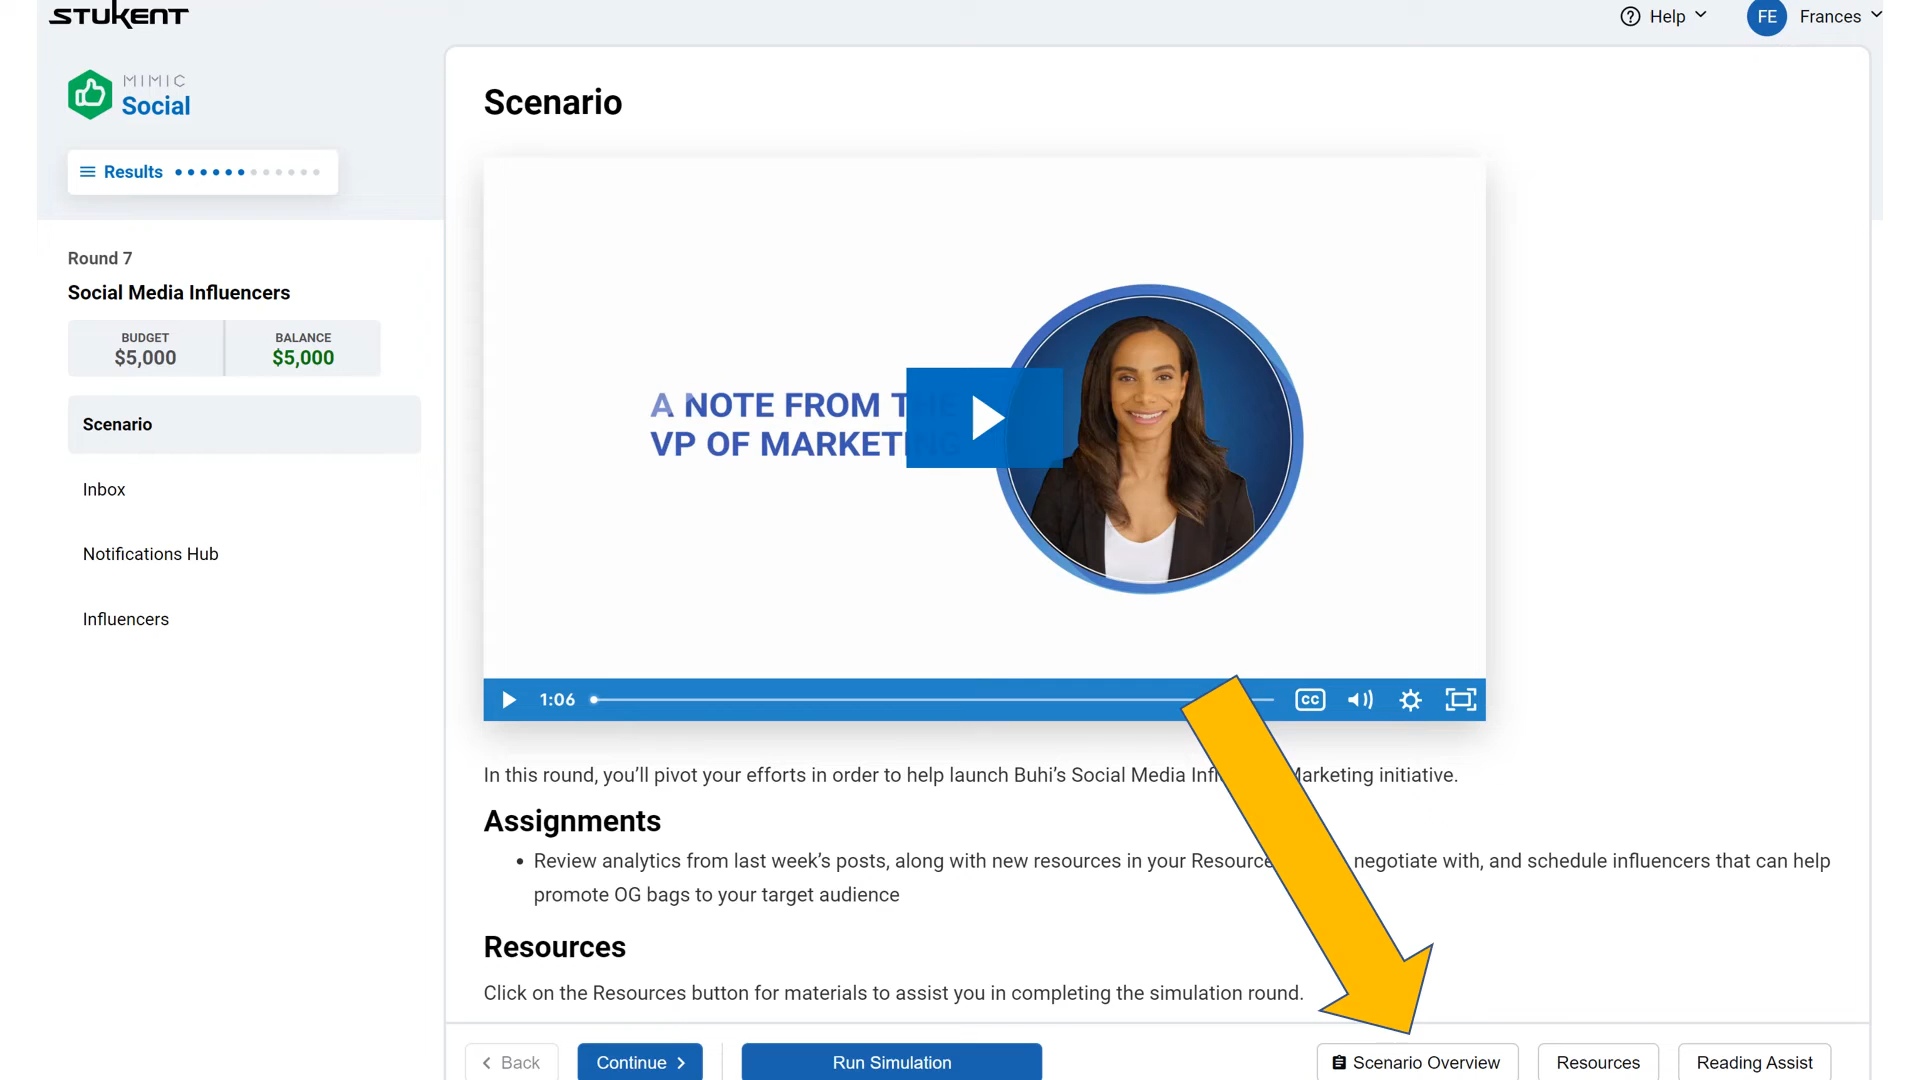 STUKENT
Help
FE
Frances
MIMIC
Social
Results
Round 7
Social Media Influencers
BUDGET
$5,000
BALANCE
$5,000
Scenario
Inbox
Notifications Hub
Influencers
Scenario
A NOTE FROM THE
VP OF MARKETING
1:06
CC
In this round, you’ll pivot your efforts in order to help launch Buhi’s Social Media Marketing initiative.
Assignments
• Review analytics from last week’s posts, along with new resources in your negotiate with, and schedule influencers that can help
promote OG bags to your target audience
Resources
Click on the Resources button for materials to assist you in completing the simulation round.
Back
Continue
Run Simulation
Scenario Overview
Resources
Reading Assist